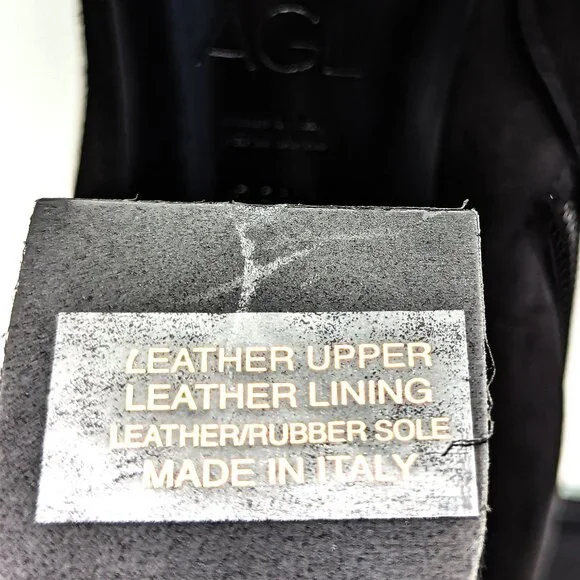 AGL
LEATHER UPPER
LEATHER LINING
LEATHER/RUBBER SOLE
MADE IN ITALY